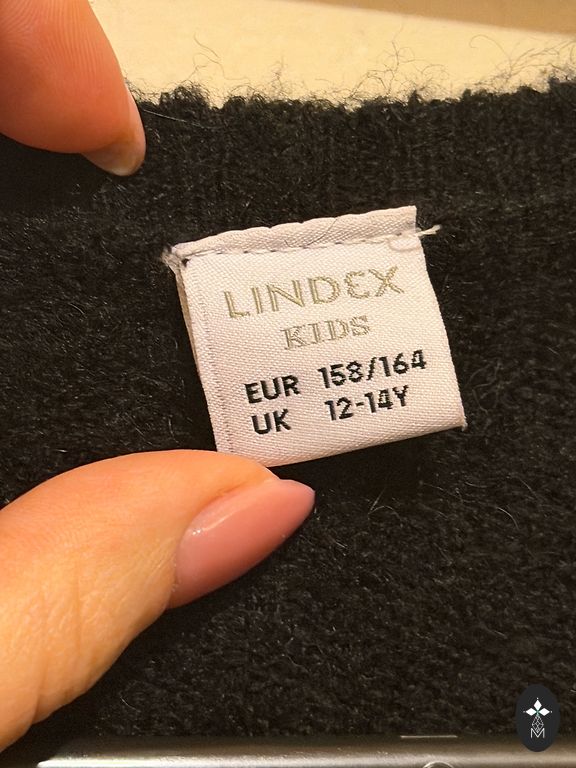 LINDEX
KIDS
EUR 158/164
UK 12-14Y
M